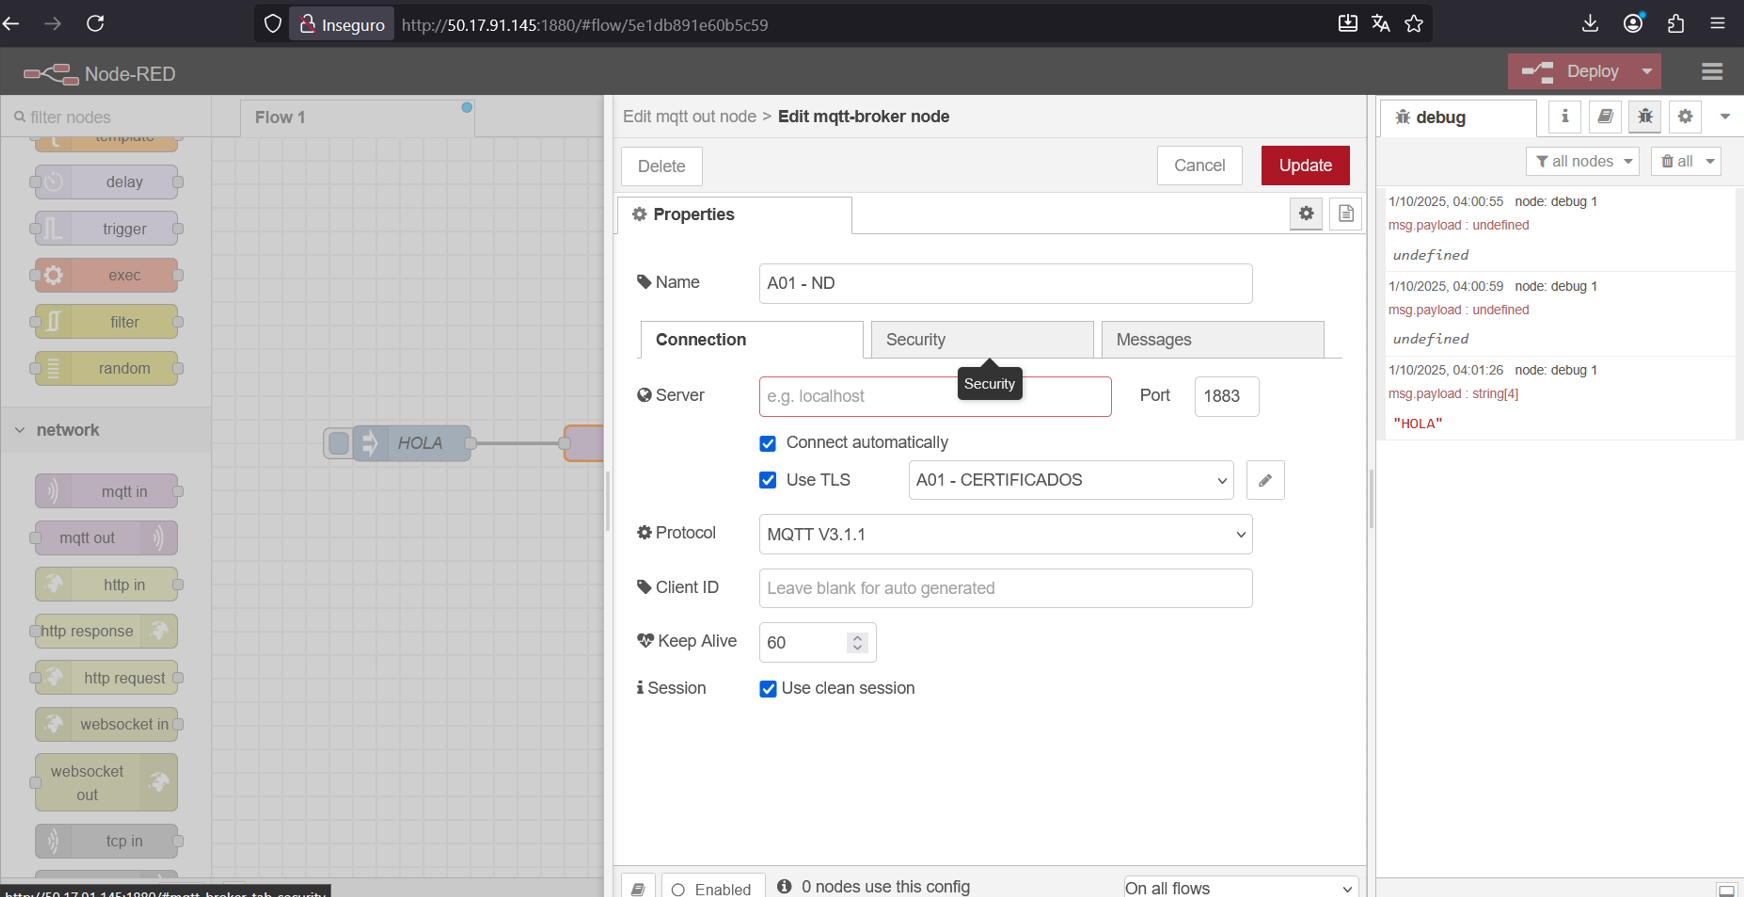 Inseguro
http://50.17.91.145:1880/#flow/5e1db891e60b5c59
Node-RED
Deploy
filter nodes
template
delay
trigger
exec
filter
random
network
mqtt in
mqtt out
http in
http response
http request
websocket in
websocket
out
tcp in
Flow 1
HOLA
Edit mqtt out node > Edit mqtt-broker node
Delete
Cancel
Update
Properties
Name
A01 - ND
Connection
Security
Messages
Security
Server
e.g. localhost
Port
1883
Connect automatically
Use TLS
A01 - CERTIFICADOS
Protocol
MQTT V3.1.1
Client ID
Leave blank for auto generated
Keep Alive
60
Session
Use clean session
Enabled
0 nodes use this config
On all flows
debug
all nodes
all
1/10/2025, 04:00:55 node: debug 1
msg.payload : undefined
undefined
1/10/2025, 04:00:59 node: debug 1
msg.payload : undefined
undefined
1/10/2025, 04:01:26 node: debug 1
msg.payload : string[4]
"HOLA"
http://50.17.91.145:1880/#mqtt-broker-tab-security